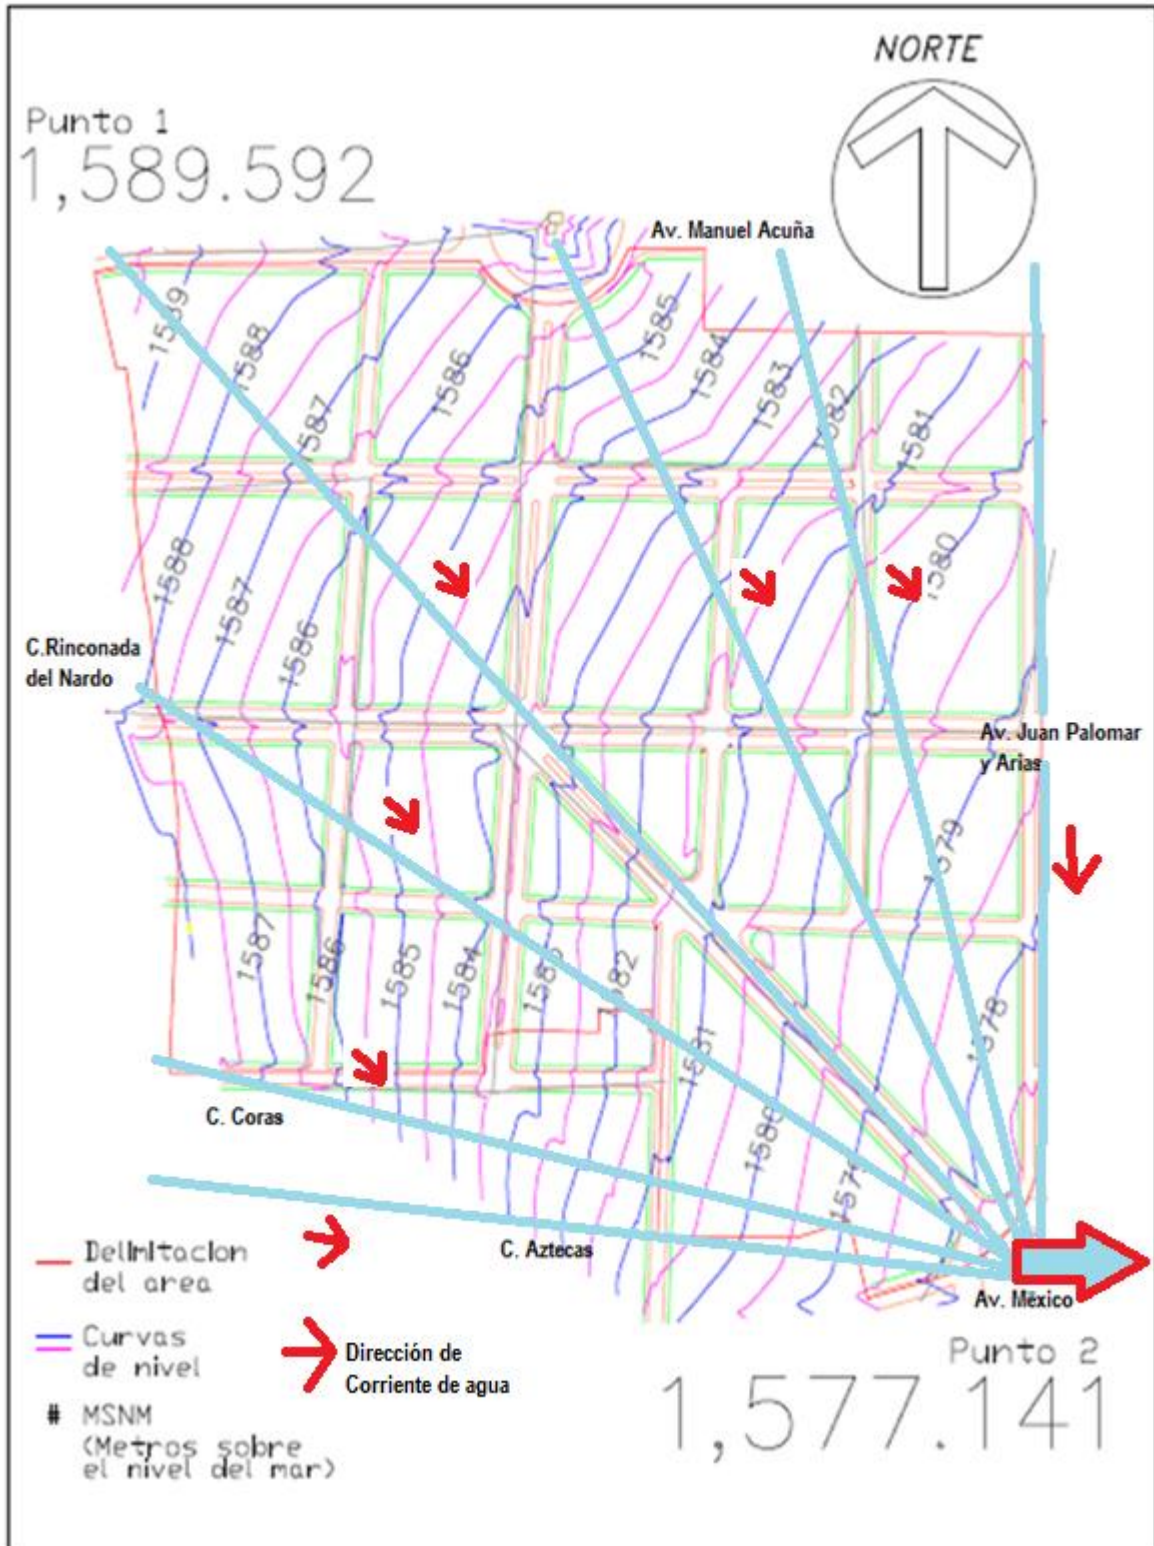 NORTE
Punto 1
1,589.592
Av. Manuel Acuña
1585
1588
1586
1584
1587
1583
1582
1581
1588
1580
1587
1586
C.Rinconada
del Nardo
Av. Juan Palomar
y Arias
1579
1587
1586
1585
1584
1582
1578
1581
C. Coras
C. Aztecas
Delimitacion
del area
Av. México
Curvas
de nivel
Dirección de
Corriente de agua
Punto 2
1,577.141
# MSNM
(Metros sobre
el nivel del mar)